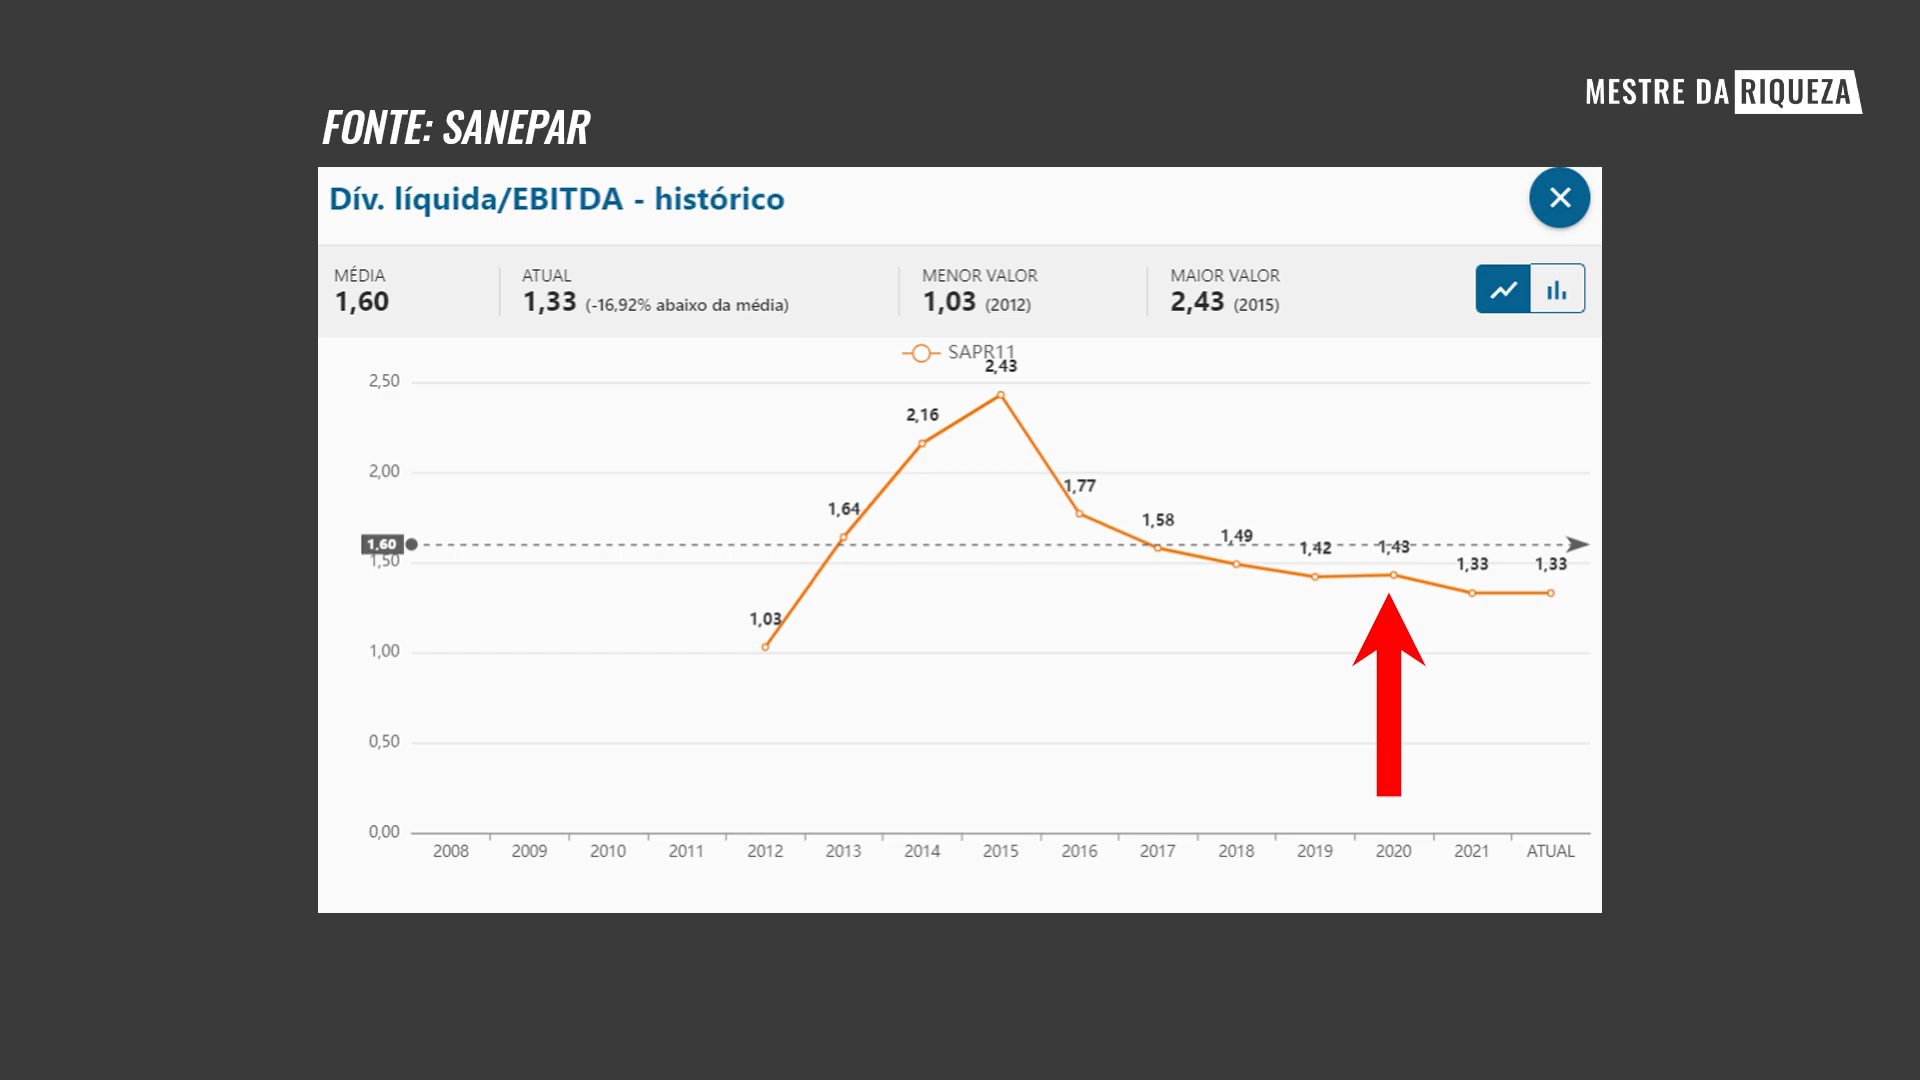 MESTRE DA RIQUEZA
FONTE: SANEPAR
Dív. líquida/EBITDA - histórico
MÉDIA
1,60
ATUAL
1,33 (-16,92% abaixo da média)
MENOR VALOR
1,03 (2012)
MAIOR VALOR
2,43 (2015)
SAPR11
2,43
2,50
2,16
2,00
1,77
1,64
1,58
1,49
1,42
1,43
1,60
1,50
1,33
1,33
1,03
1,00
0,50
0,00
2008 2009 2010 2011 2012 2013 2014 2015 2016 2017 2018 2019 2020 2021 ATUAL